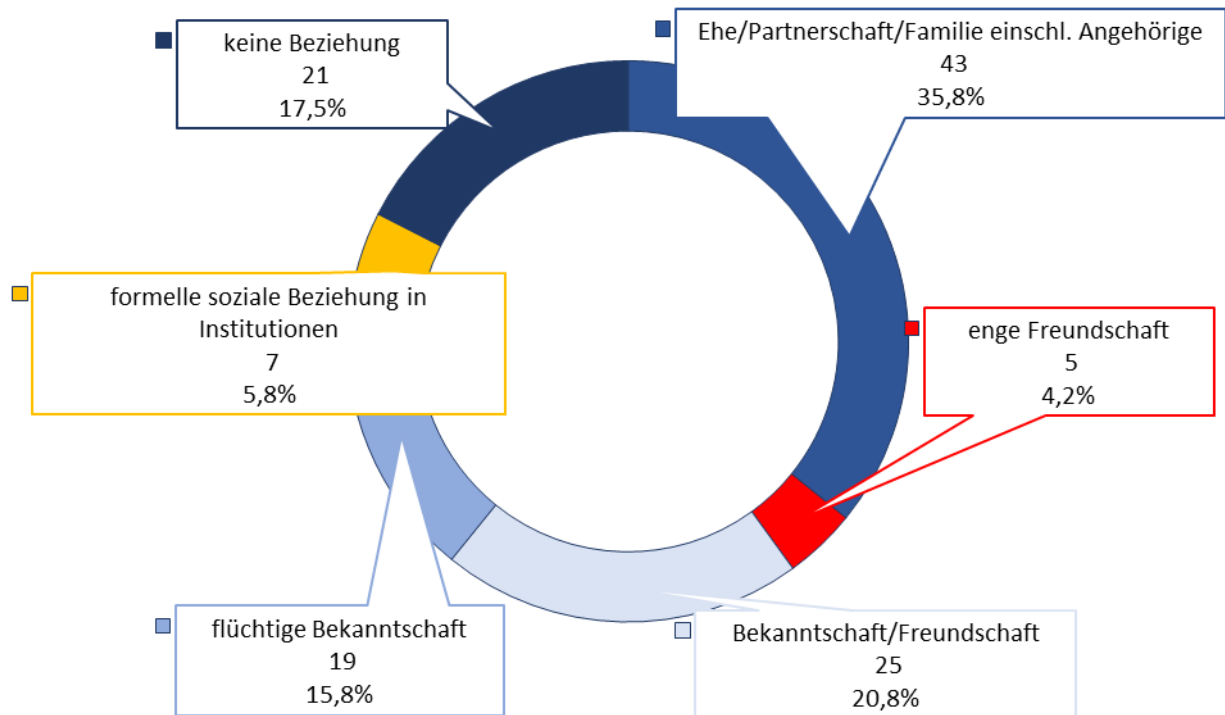 keine Beziehung
21
17,5%
Ehe/Partnerschaft/Familie einschl. Angehörige
43
35,8%
formelle soziale Beziehung in
Institutionen
7
5,8%
enge Freundschaft
5
4,2%
flüchtige Bekanntschaft
19
15,8%
Bekanntschaft/Freundschaft
25
20,8%